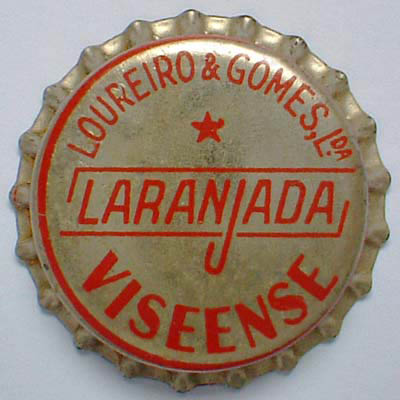 LOUREIRO & GOMES, LDA.
LARANJADA
VISEENSE